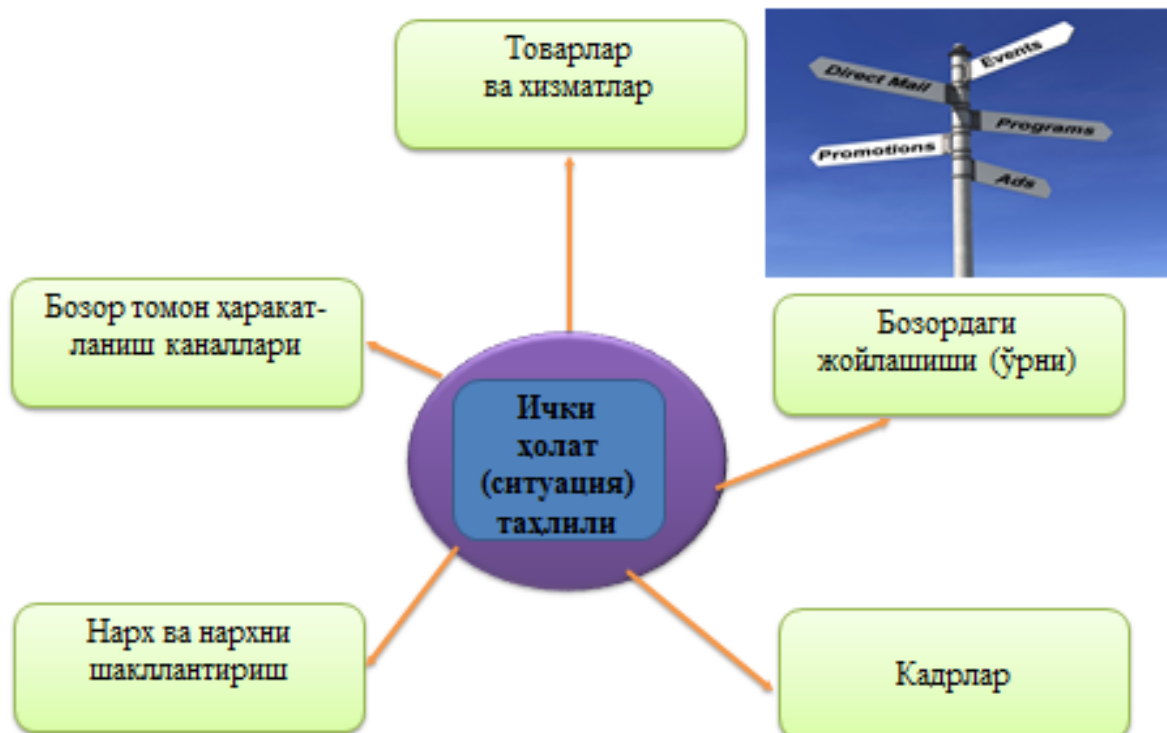 Товарлар
ва хизматлар
Events
Direct Mail
Programs
Promotions
Ads
Бозор томон ҳаракат-
ланиш каналлари
Бозордаги
жойлашиши (ўрни)
Ички
ҳолат
(ситуация)
таҳлили
Нарх ва нархни
шакллантириш
Кадрлар